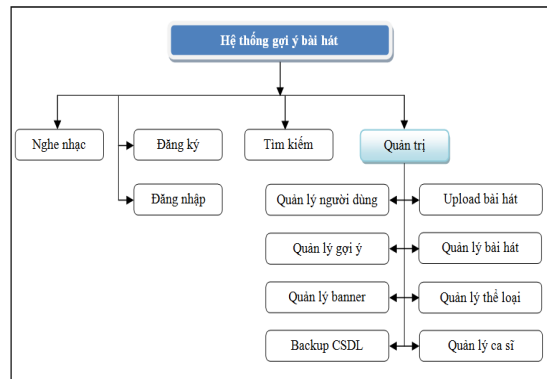 Hệ thống gợi ý bài hát
Nghe nhạc
Đăng ký
Tìm kiếm
Quản trị
Đăng nhập
Quản lý người dùng
Upload bài hát
Quản lý gợi ý
Quản lý bài hát
Quản lý banner
Quản lý thể loại
Backup CSDL
Quản lý ca sĩ